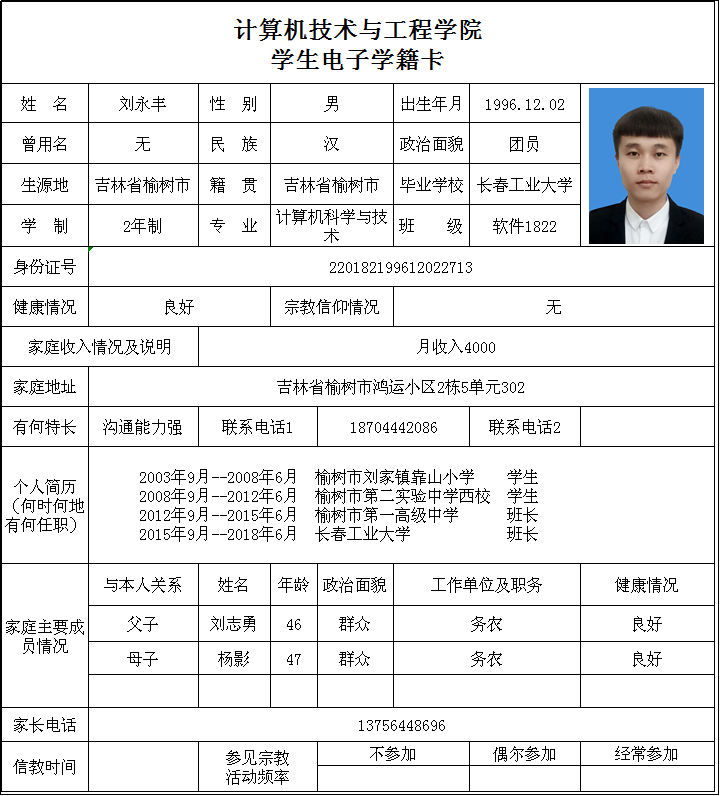 计算机技术与工程学院
学生电子学籍卡
姓 名 刘永丰 性 别 男 出生年月 1996.12.02
曾用名 无 民 族 汉 政治面貌 团员
生源地 吉林省榆树市 籍 贯 吉林省榆树市 毕业学校 长春工业大学
学 制 2年制 专 业 计算机科学与技术 班 级 软件1822
身份证号 220182199612022713
健康情况 良好 宗教信仰情况 无
家庭收入情况及说明 月收入4000
家庭地址 吉林省榆树市鸿运小区2栋5单元302
有何特长 沟通能力强 联系电话1 18704442086 联系电话2
个人简历
（何时何地
有何任职）
2003年9月--2008年6月 榆树市刘家镇靠山小学 学生
2008年9月--2012年6月 榆树市第二实验中学西校 学生
2012年9月--2015年6月 榆树市第一高级中学 班长
2015年9月--2018年6月 长春工业大学 班长
家庭主要成
员情况
与本人关系 姓名 年龄 政治面貌 工作单位及职务 健康情况
父子 刘志勇 46 群众 务农 良好
母子 杨影 47 群众 务农 良好
家长电话 13756448696
信教时间
参见宗教
活动频率
不参加 偶尔参加 经常参加